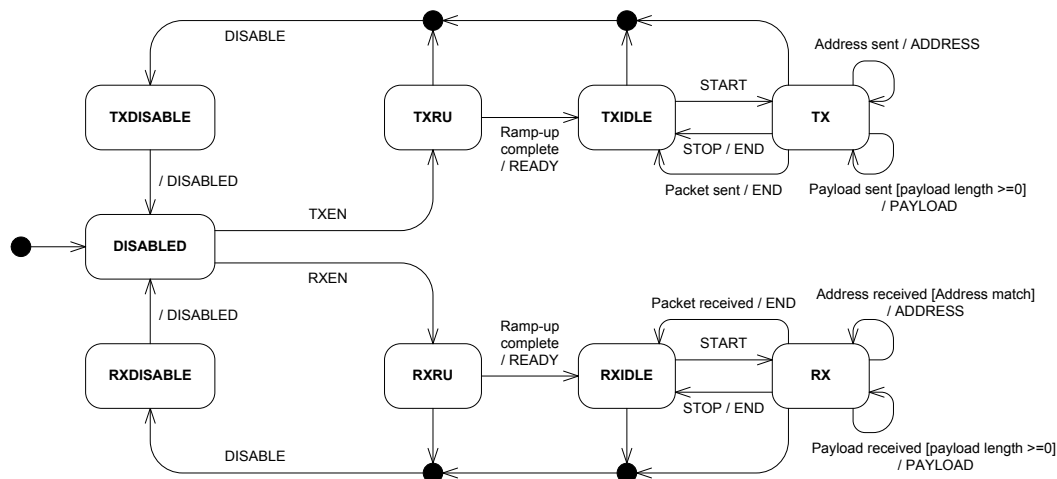 DISABLE
Address sent / ADDRESS
START
TXDISABLE
TXRU
TXIDLE
TX
Ramp-up
complete
/ READY
STOP / END
/ DISABLED
Packet sent / END
Payload sent [payload length >=0]
/ PAYLOAD
TXEN
DISABLED
RXEN
Packet received / END
Address received [Address match]
/ ADDRESS
/ DISABLED
Ramp-up
complete
/ READY
START
RXDISABLE
RXRU
RXIDLE
RX
STOP / END
DISABLE
Payload received [payload length >=0]
/ PAYLOAD